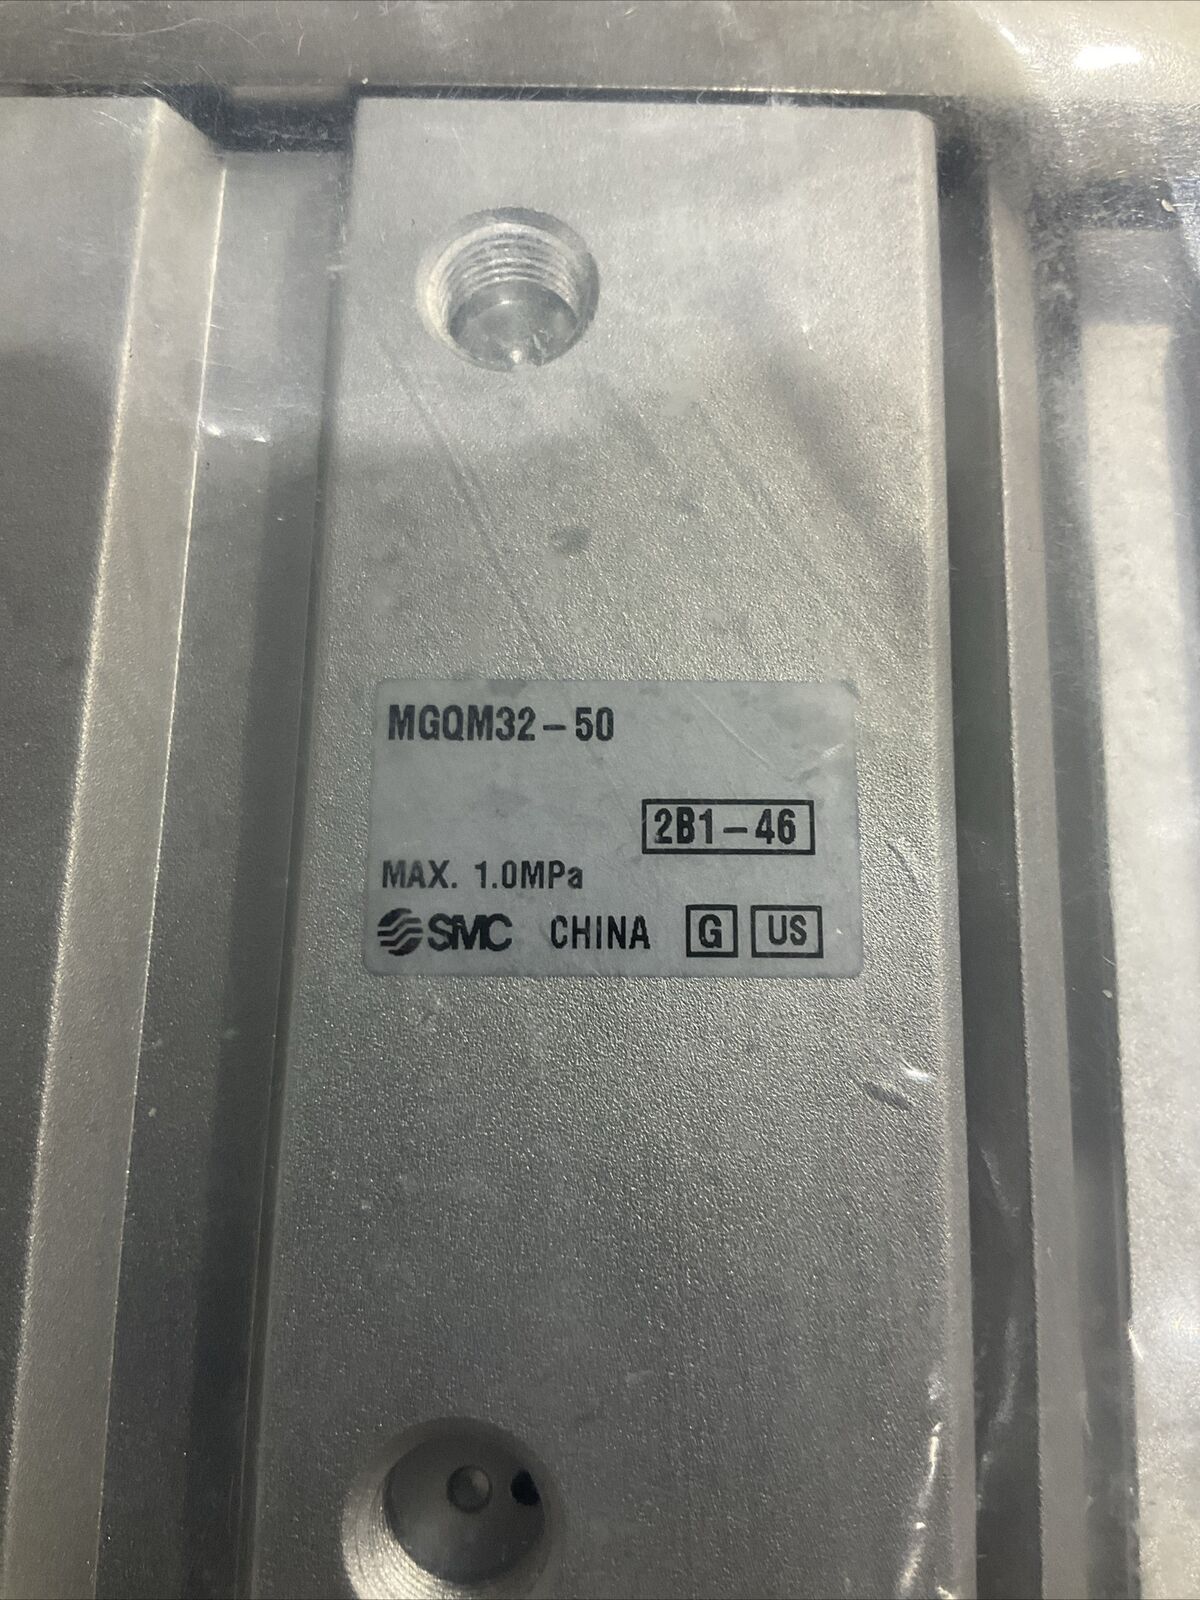 MGQM32-50
2B1-46
MAX. 1.0MPa
SMC CHINA G US